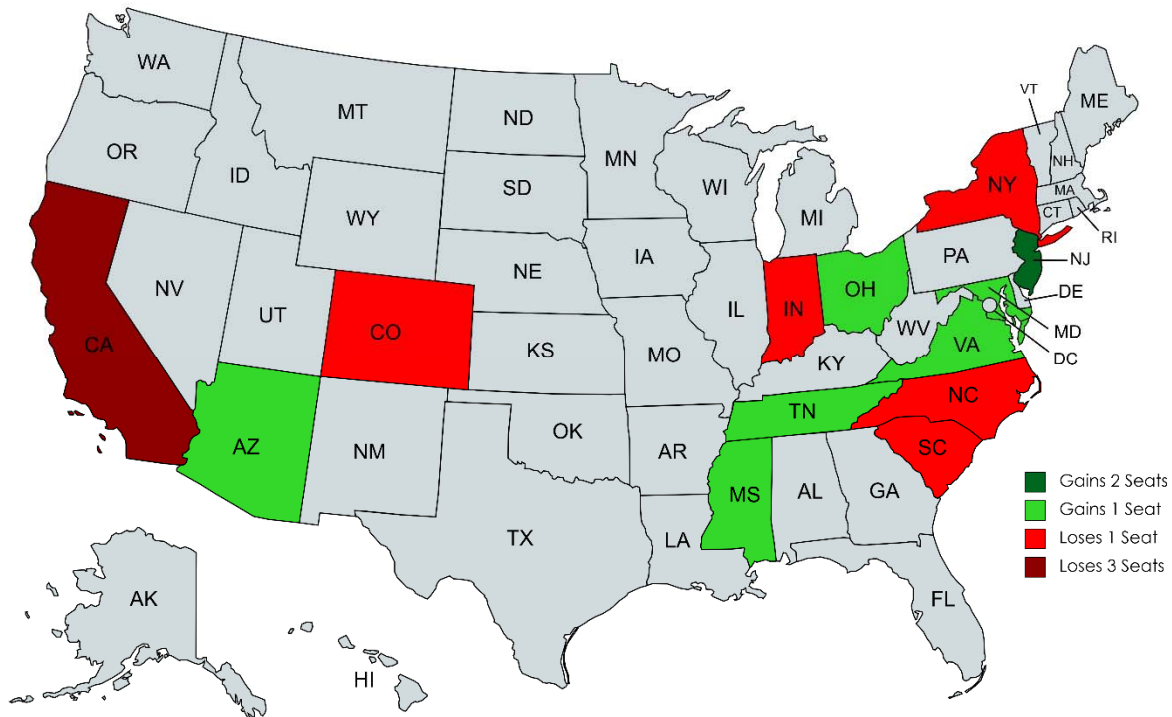 WA
MT
ND
MN
VT
ME
OR
ID
SD
WI
MI
NY
NH
MA
CT
RI
WY
IA
PA
NJ
NE
NV
UT
CO
IL
IN
OH
DE
MD
WV
VA
DC
CA
KS
MO
KY
NC
TN
SC
AZ
NM
OK
AR
MS
AL
GA
TX
LA
FL
AK
HI
Gains 2 Seats
Gains 1 Seat
Loses 1 Seat
Loses 3 Seats